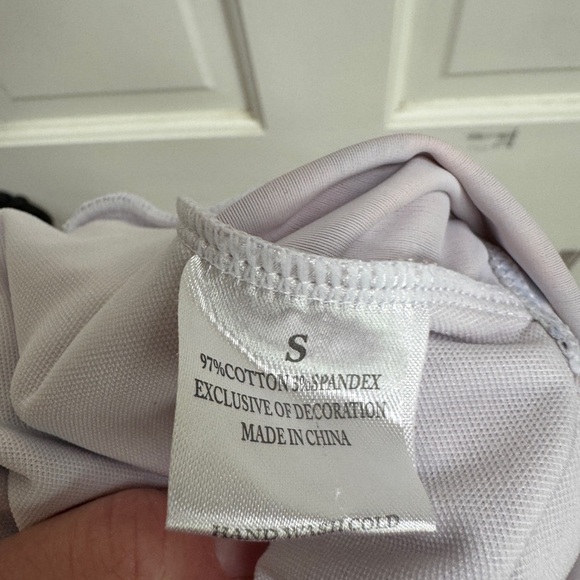 S
97%COTTON 3%SPANDEX
EXCLUSIVE OF DECORATION
MADE IN CHINA
HAND WASH COLD